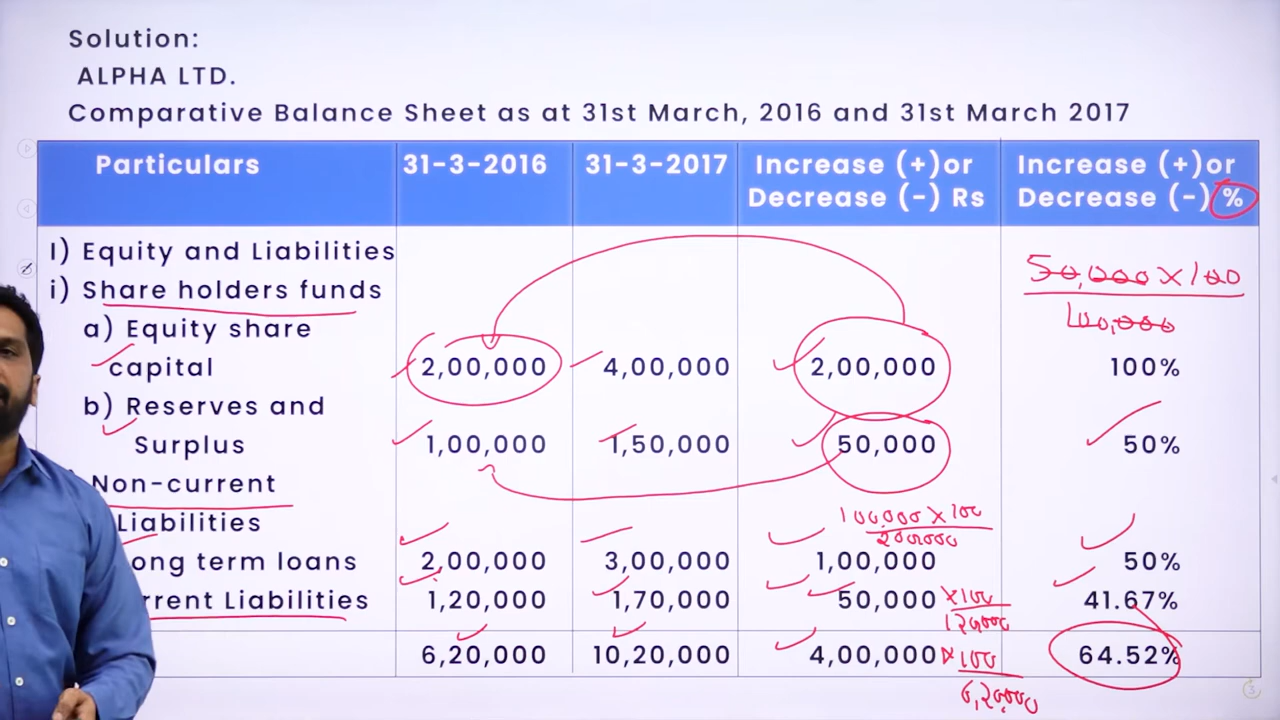 Solution:
ALPHA LTD.
Comparative Balance Sheet as at 31st March, 2016 and 31st March 2017
Particulars 31-3-2016 31-3-2017 Increase (+)or Decrease (-) Rs Increase (+)or Decrease (-) %
I) Equity and Liabilities
i) Share holders funds
50,000 x 100
100,000
a) Equity share
capital 2,00,000 4,00,000 2,00,000 100%
b) Reserves and
Surplus 1,00,000 1,50,000 50,000 50%
Non-current
Liabilities
100,000 x 100
200000
ong term loans 2,00,000 3,00,000 1,00,000 50%
rrent Liabilities 1,20,000 1,70,000 50,000 x 100 41.67%
120,000
6,20,000 10,20,000 4,00,000 x 100 64.52%
6,20,000
3